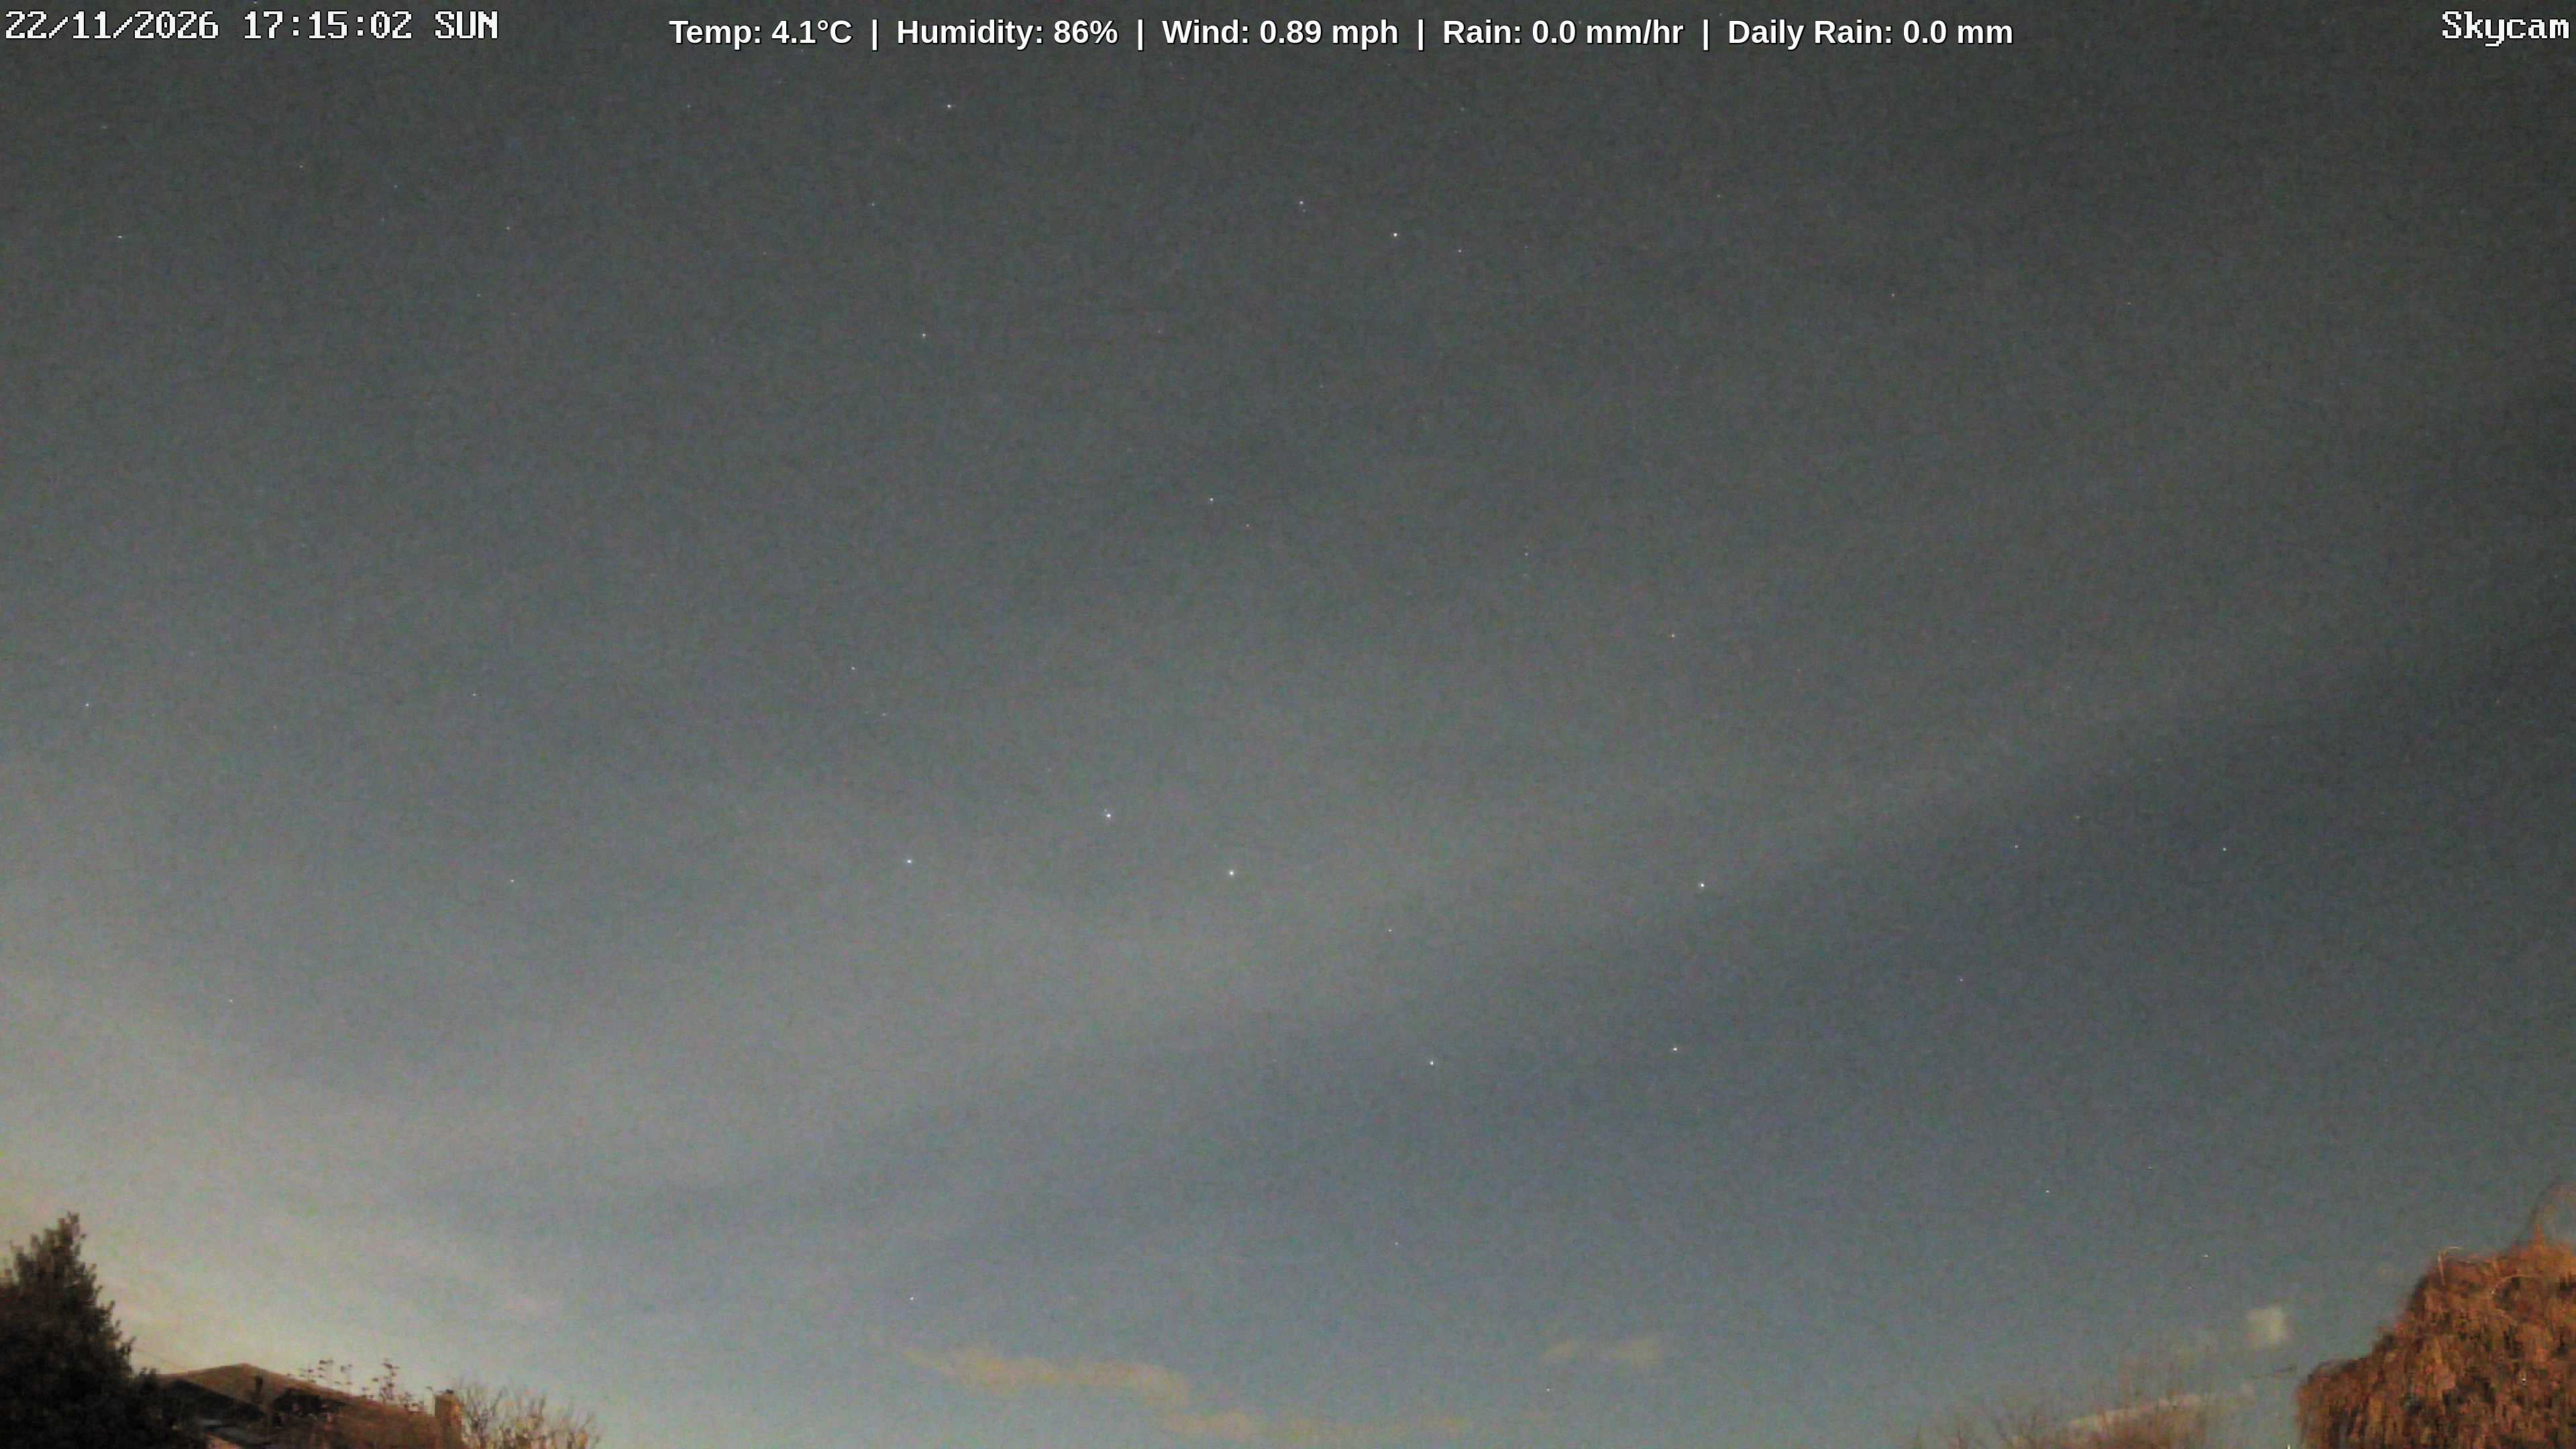 22/11/2026 17:15:02 SUN
Temp: 4.1°C | Humidity: 86% | Wind: 0.89 mph | Rain: 0.0 mm/hr | Daily Rain: 0.0 mm
Skycam